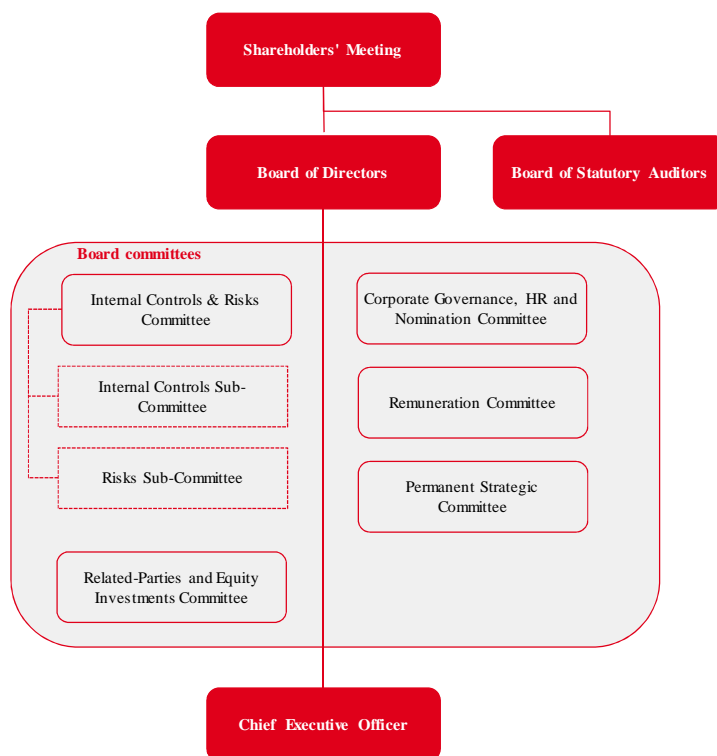 Shareholders' Meeting
Board of Directors
Board of Statutory Auditors
Board committees
Internal Controls & Risks
Committee
Internal Controls Sub-
Committee
Risks Sub-Committee
Related-Parties and Equity
Investments Committee
Corporate Governance, HR and
Nomination Committee
Remuneration Committee
Permanent Strategic
Committee
Chief Executive Officer